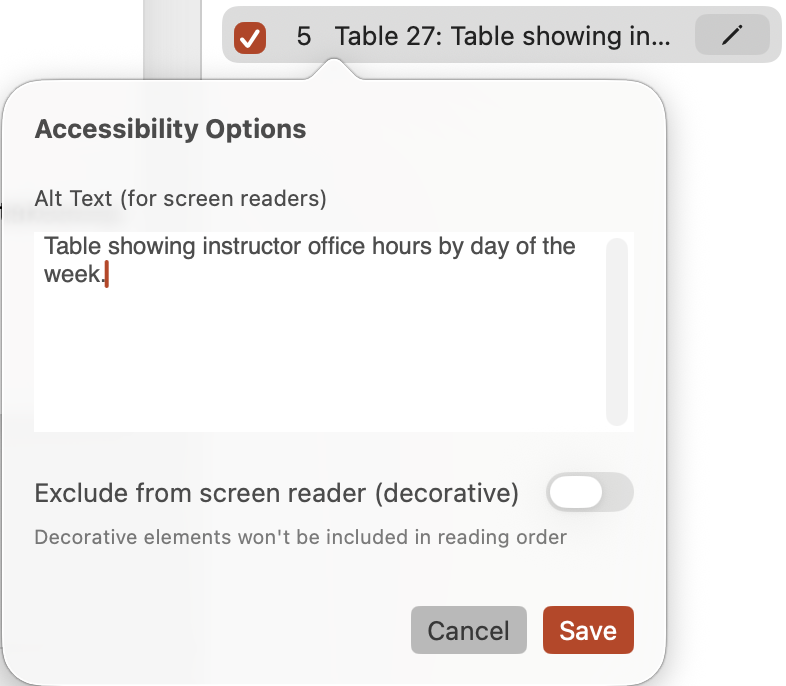 5 Table 27: Table showing in...
Accessibility Options
Alt Text (for screen readers)
Table showing instructor office hours by day of the
week.
Exclude from screen reader (decorative)
Decorative elements won't be included in reading order
Cancel Save